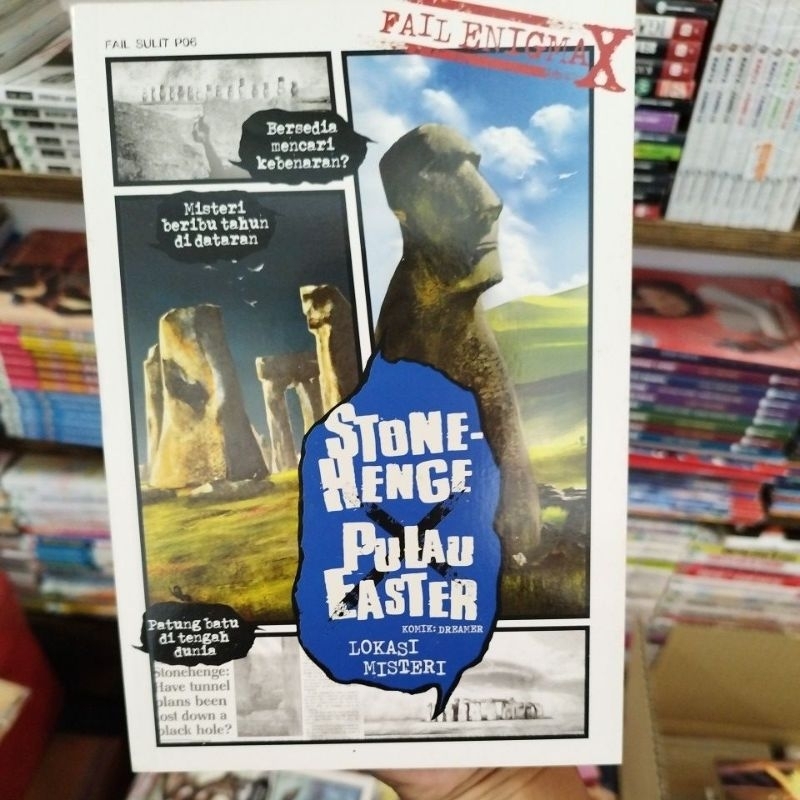 FAIL SULIT P06
FAIL ENIGMA X
Bersedia
mencari
kebenaran?
Misteri
beribu tahun
di dataran
STONE-
HENGE
X
PULAU
EASTER
KOMIK: DREAMER
LOKASI
MISTERI
Patung batu
di tengah
dunia
Stonehenge:
Have tunnel
plans been
ost down a
black hole?